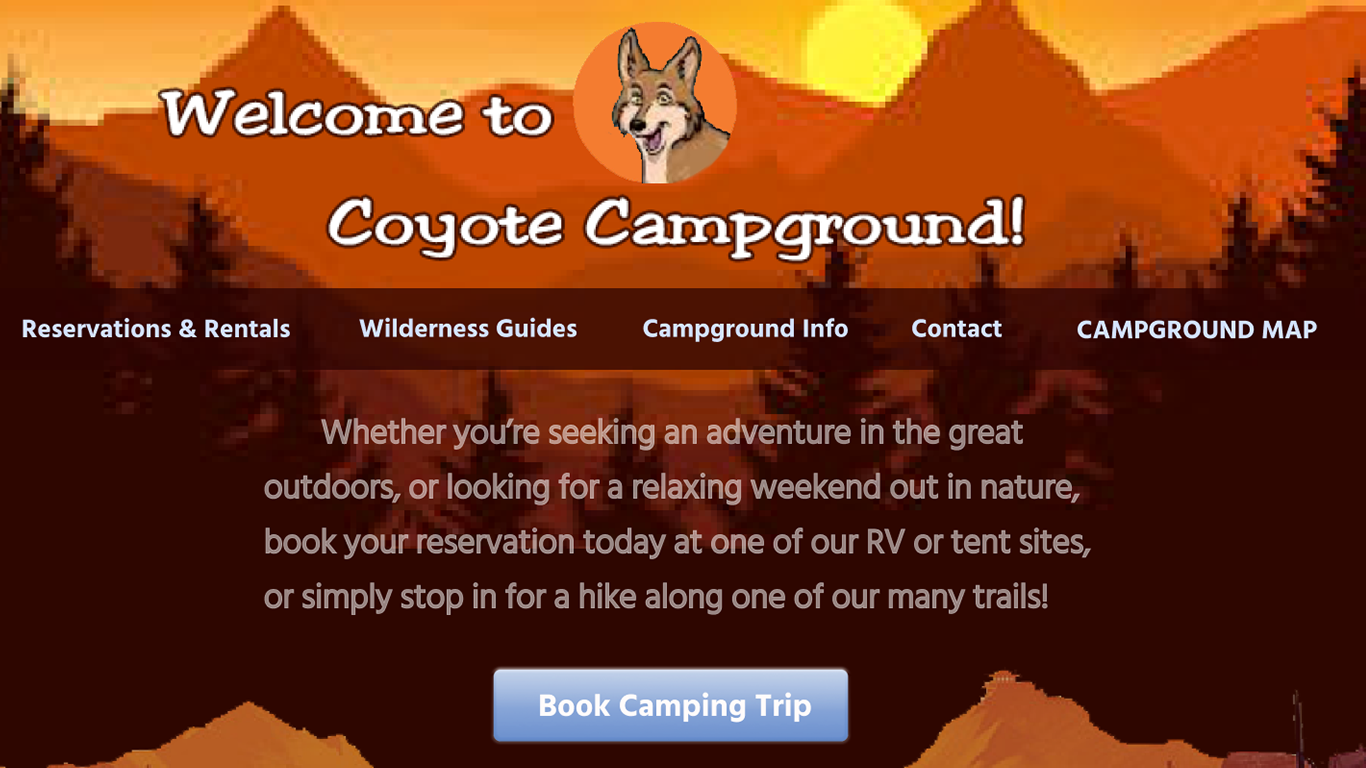 Welcome to
Coyote Campground!
Reservations & Rentals Wilderness Guides Campground Info Contact CAMPGROUND MAP
Whether you’re seeking an adventure in the great
outdoors, or looking for a relaxing weekend out in nature,
book your reservation today at one of our RV or tent sites,
or simply stop in for a hike along one of our many trails!
Book Camping Trip